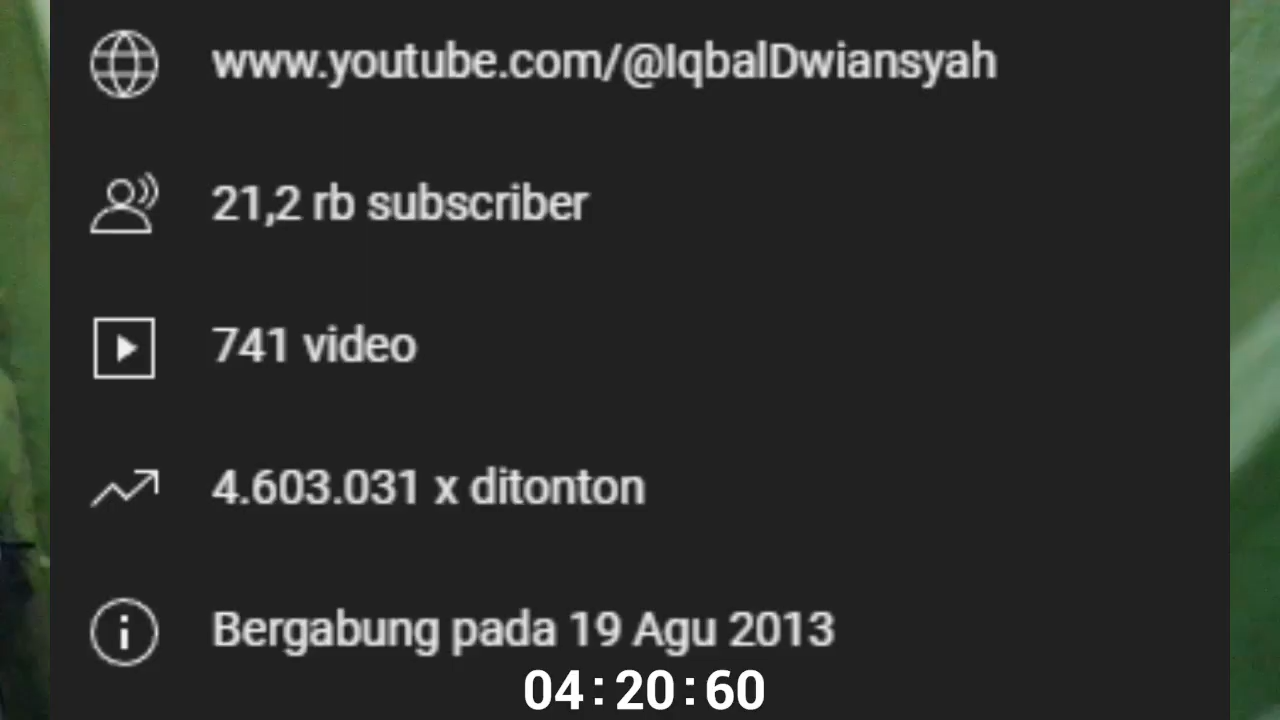 www.youtube.com/@IqbalDwiansyah
21,2 rb subscriber
741 video
4.603.031 x ditonton
Bergabung pada 19 Agu 2013
04:20:60